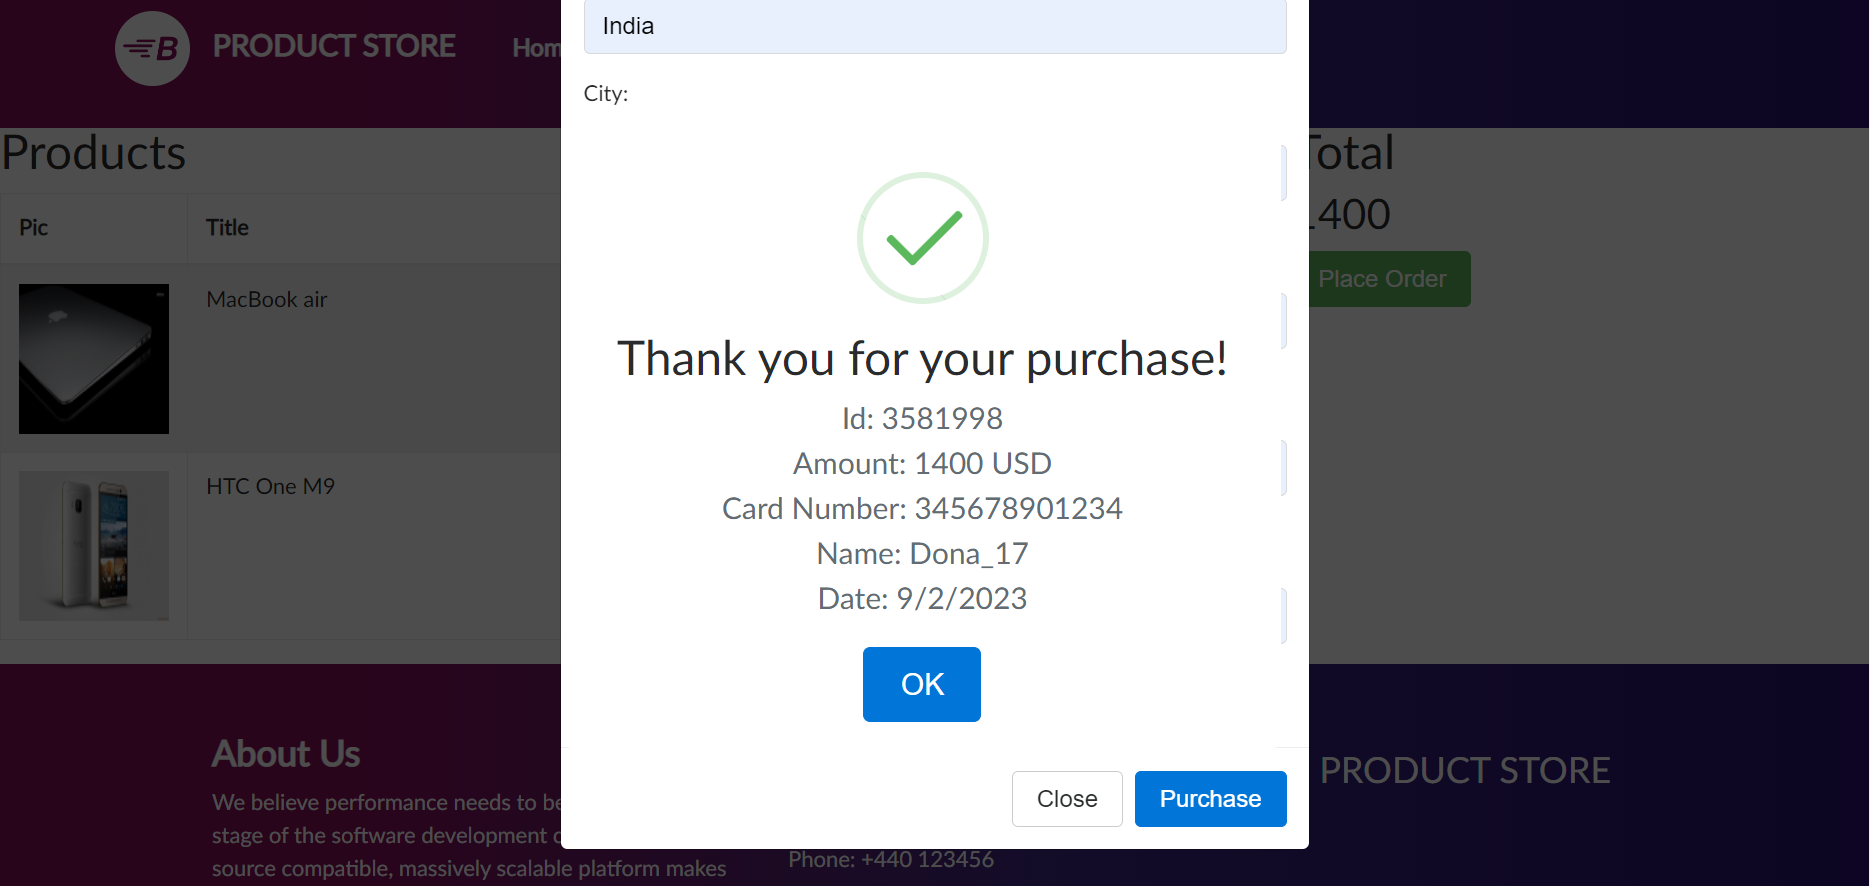 B PRODUCT STORE Hom
India
City:
Products
Pic Title
MacBook air
HTC One M9
Total
1400
Place Order
Thank you for your purchase!
Id: 3581998
Amount: 1400 USD
Card Number: 345678901234
Name: Dona_17
Date: 9/2/2023
OK
Close Purchase
About Us
We believe performance needs to be
stage of the software development
source compatible, massively scalable platform makes
Phone: +440 123456
PRODUCT STORE